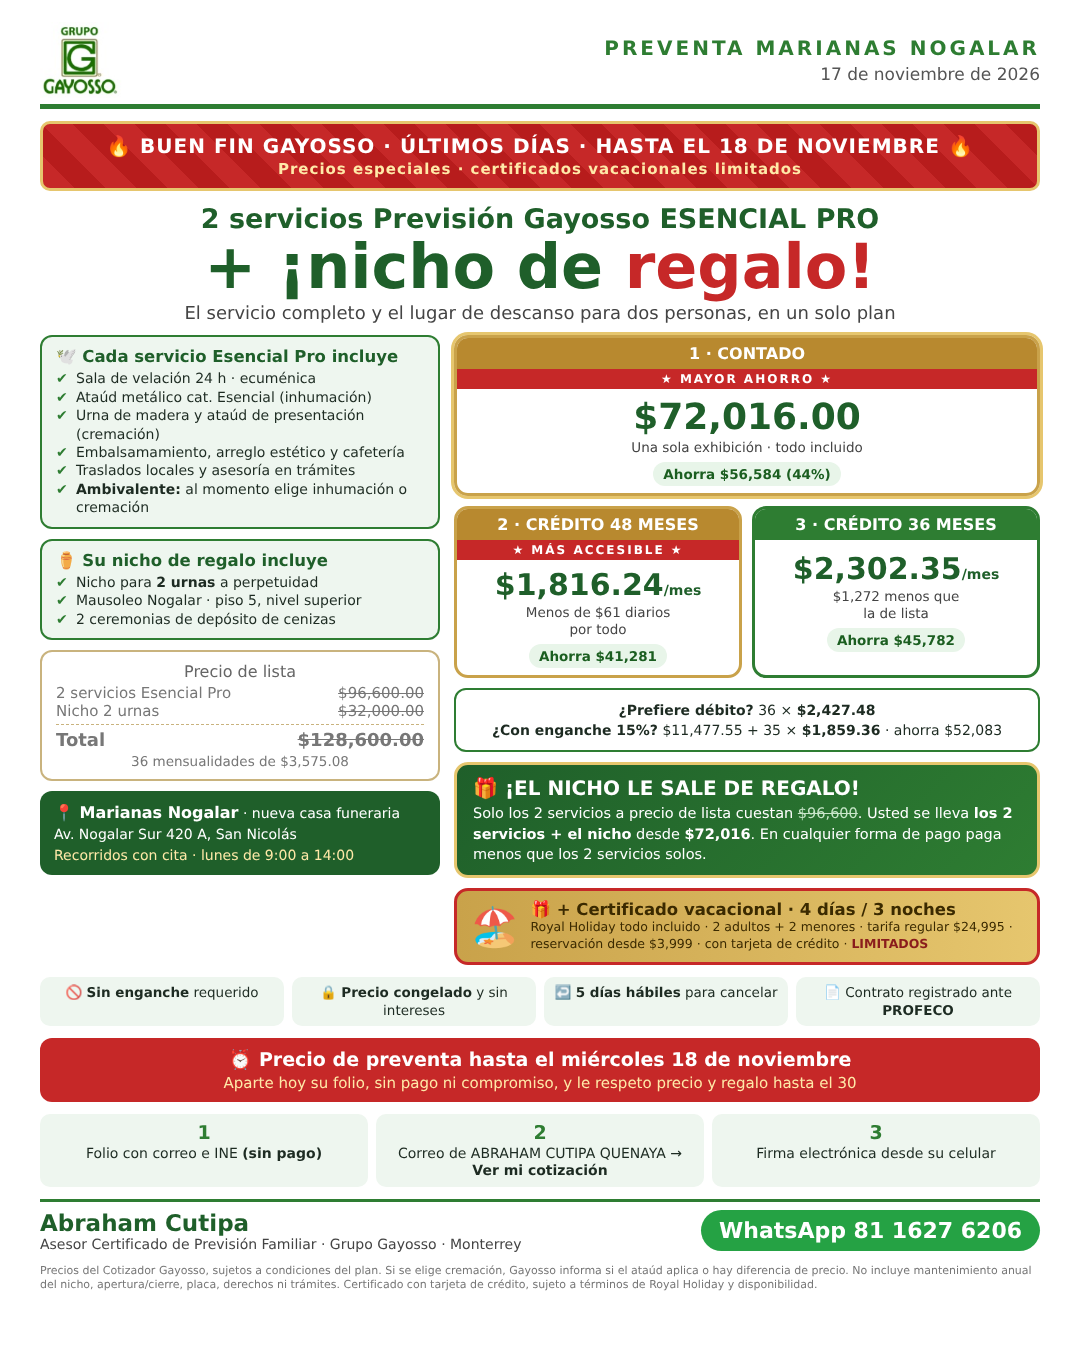 GRUPO
G
GAYOSSO
PREVENTA MARIANAS NOGALAR
17 de noviembre de 2026
🔥 BUEN FIN GAYOSSO · ÚLTIMOS DÍAS · HASTA EL 18 DE NOVIEMBRE 🔥
Precios especiales · certificados vacacionales limitados
2 servicios Previsión Gayosso ESENCIAL PRO
+ ¡nicho de regalo!
El servicio completo y el lugar de descanso para dos personas, en un solo plan
🕊️ Cada servicio Esencial Pro incluye
✔ Sala de velación 24 h · ecuménica
✔ Ataúd metálico cat. Esencial (inhumación)
✔ Urna de madera y ataúd de presentación
(cremación)
✔ Embalsamamiento, arreglo estético y cafetería
✔ Traslados locales y asesoría en trámites
✔ Ambivalente: al momento elige inhumación o
cremación
⚱️ Su nicho de regalo incluye
✔ Nicho para 2 urnas a perpetuidad
✔ Mausoleo Nogalar · piso 5, nivel superior
✔ 2 ceremonias de depósito de cenizas
Precio de lista
2 servicios Esencial Pro $96,600.00
Nicho 2 urnas $32,000.00
Total $128,600.00
36 mensualidades de $3,575.08
📍 Marianas Nogalar · nueva casa funeraria
Av. Nogalar Sur 420 A, San Nicolás
Recorridos con cita · lunes de 9:00 a 14:00
1 · CONTADO
★ MAYOR AHORRO ★
$72,016.00
Una sola exhibición · todo incluido
Ahorra $56,584 (44%)
2 · CRÉDITO 48 MESES
★ MÁS ACCESIBLE ★
$1,816.24/mes
Menos de $61 diarios
por todo
Ahorra $41,281
3 · CRÉDITO 36 MESES
$2,302.35/mes
$1,272 menos que
la de lista
Ahorra $45,782
¿Prefiere débito? 36 × $2,427.48
¿Con enganche 15%? $11,477.55 + 35 × $1,859.36 · ahorra $52,083
🎁 ¡EL NICHO LE SALE DE REGALO!
Solo los 2 servicios a precio de lista cuestan $96,600. Usted se lleva los 2
servicios + el nicho desde $72,016. En cualquier forma de pago paga
menos que los 2 servicios solos.
🏖️ 🎁 + Certificado vacacional · 4 días / 3 noches
Royal Holiday todo incluido · 2 adultos + 2 menores · tarifa regular $24,995 ·
reservación desde $3,999 · con tarjeta de crédito · LIMITADOS
🚫 Sin enganche requerido
🔒 Precio congelado y sin
intereses
↩️ 5 días hábiles para cancelar
📄 Contrato registrado ante
PROFECO
⏰ Precio de preventa hasta el miércoles 18 de noviembre
Aparte hoy su folio, sin pago ni compromiso, y le respeto precio y regalo hasta el 30
1
Folio con correo e INE (sin pago)
2
Correo de ABRAHAM CUTIPA QUENAYA →
Ver mi cotización
3
Firma electrónica desde su celular
Abraham Cutipa
Asesor Certificado de Previsión Familiar · Grupo Gayosso · Monterrey
WhatsApp 81 1627 6206
Precios del Cotizador Gayosso, sujetos a condiciones del plan. Si se elige cremación, Gayosso informa si el ataúd aplica o hay diferencia de precio. No incluye mantenimiento anual
del nicho, apertura/cierre, placa, derechos ni trámites. Certificado con tarjeta de crédito, sujeto a términos de Royal Holiday y disponibilidad.